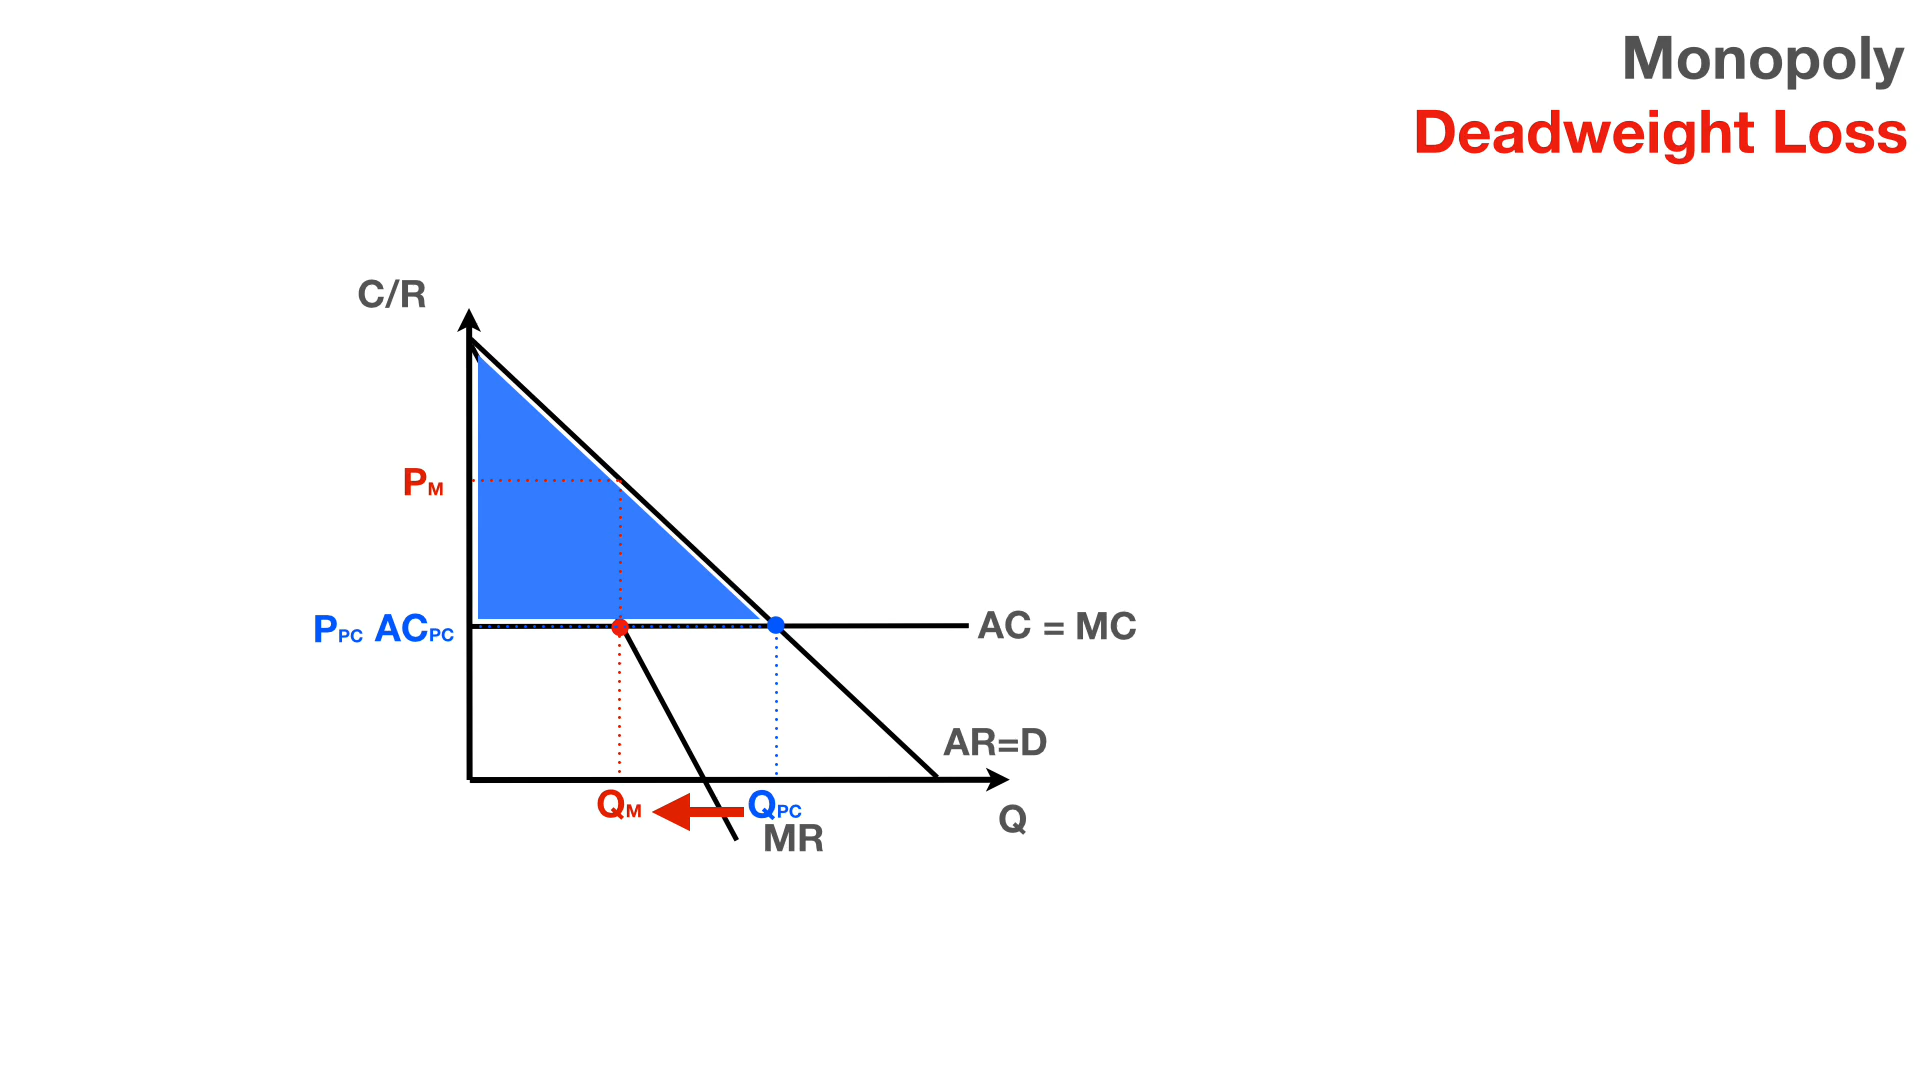 Monopoly
Deadweight Loss
C/R
PM
PPC ACPC
AC = MC
AR=D
QM
QPC
Q
MR